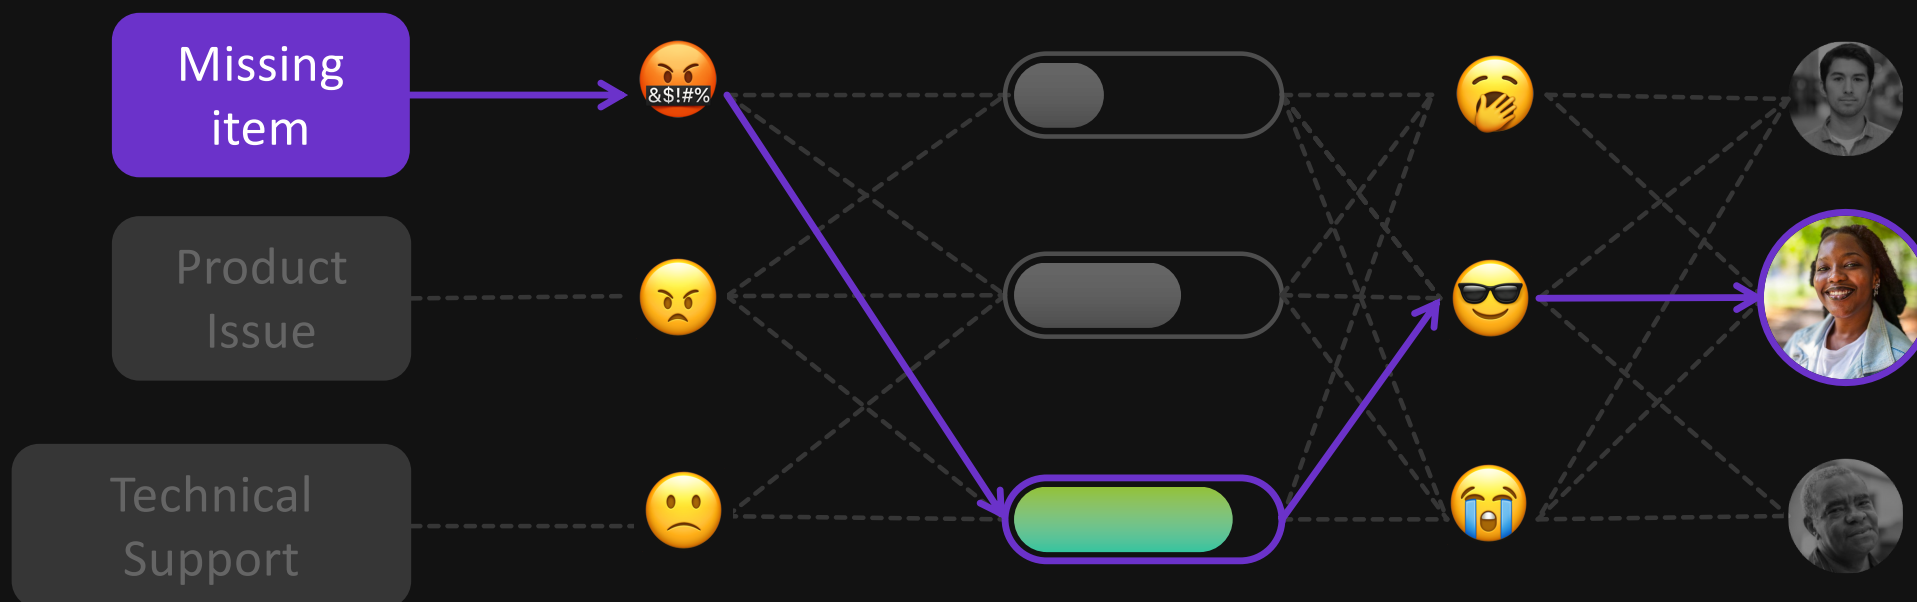 Missing
item
&$!#%
Product
Issue
Technical
Support